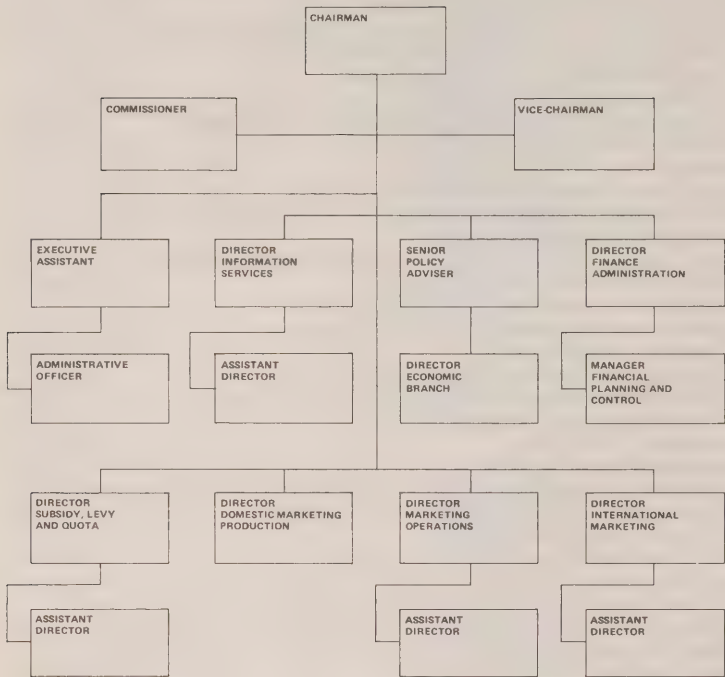 CHAIRMAN
COMMISSIONER
VICE-CHAIRMAN
EXECUTIVE
ASSISTANT
DIRECTOR
INFORMATION
SERVICES
SENIOR
POLICY
ADVISER
DIRECTOR
FINANCE
ADMINISTRATION
ADMINISTRATIVE
OFFICER
ASSISTANT
DIRECTOR
DIRECTOR
ECONOMIC
BRANCH
MANAGER
FINANCIAL
PLANNING AND
CONTROL
DIRECTOR
SUBSIDY, LEVY
AND QUOTA
DIRECTOR
DOMESTIC MARKETING
PRODUCTION
DIRECTOR
MARKETING
OPERATIONS
DIRECTOR
INTERNATIONAL
MARKETING
ASSISTANT
DIRECTOR
ASSISTANT
DIRECTOR
ASSISTANT
DIRECTOR